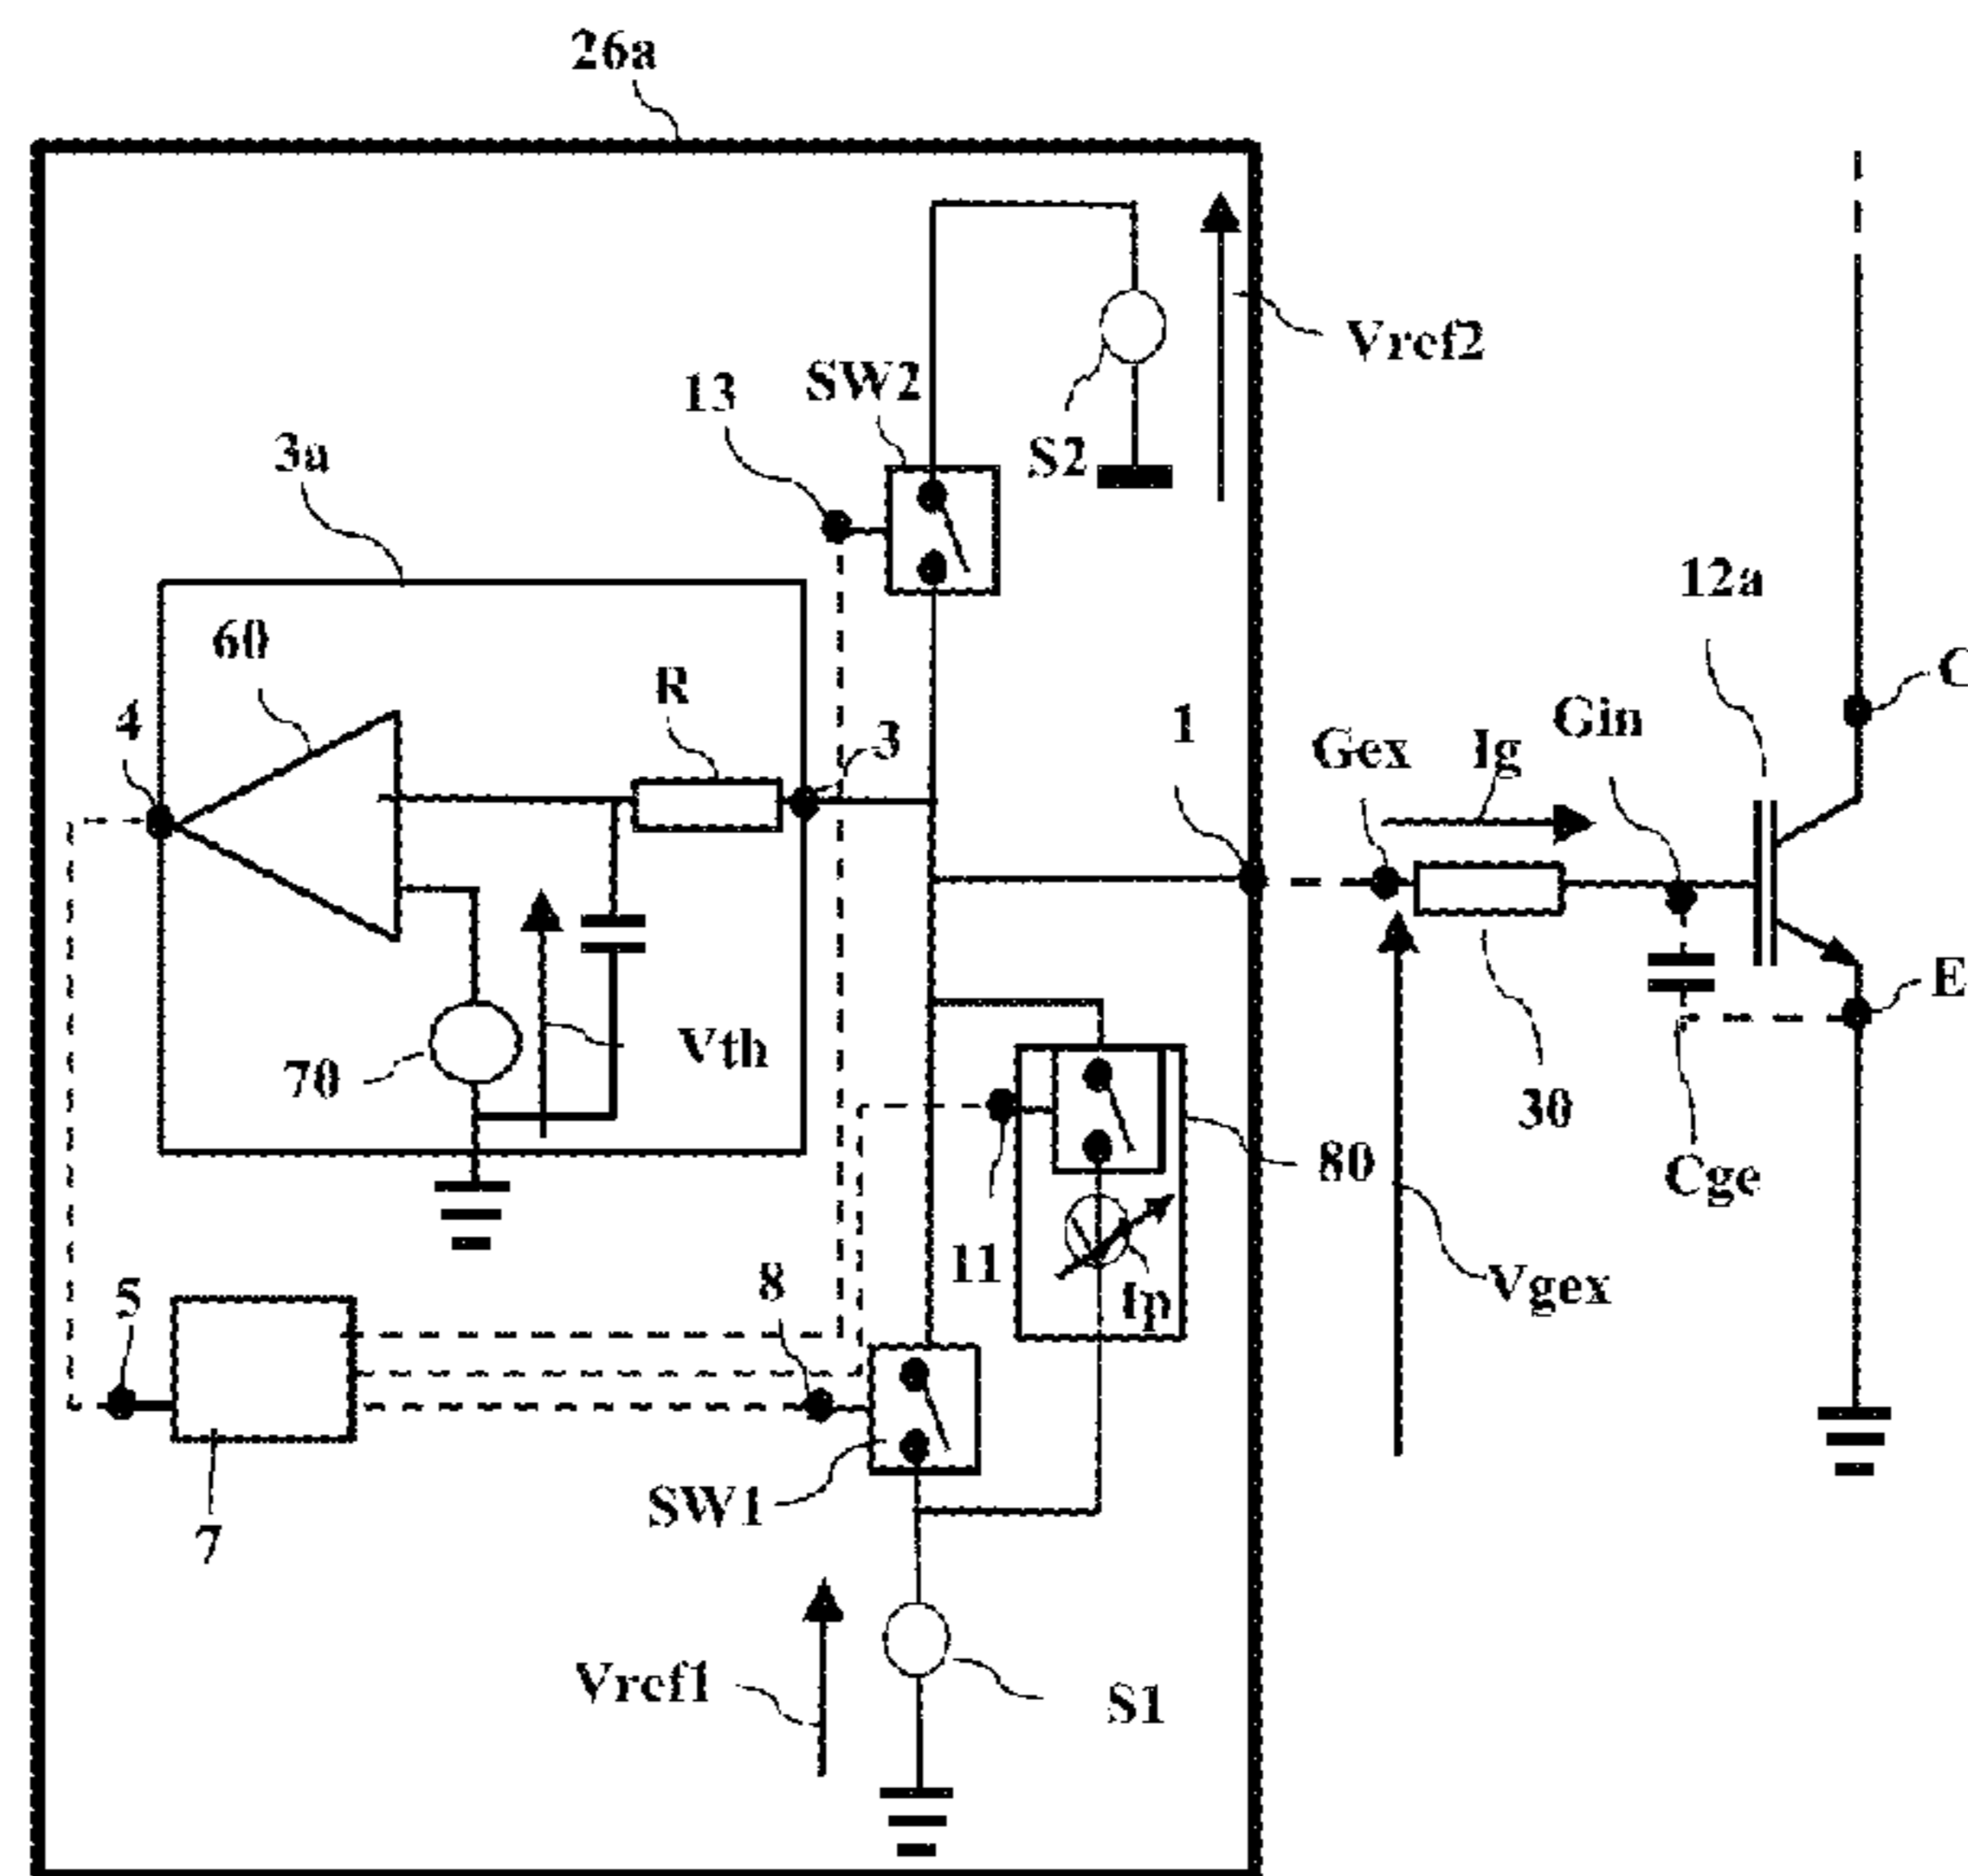 26a
Vref2
SW2
13
S2
3a
12a
60
R
C
4
3
1
Gin
Gex
Ig
E
Vth
70
30
80
Cge
11
8
Ip
Vgex
5
SW1
7
Vref1
S1